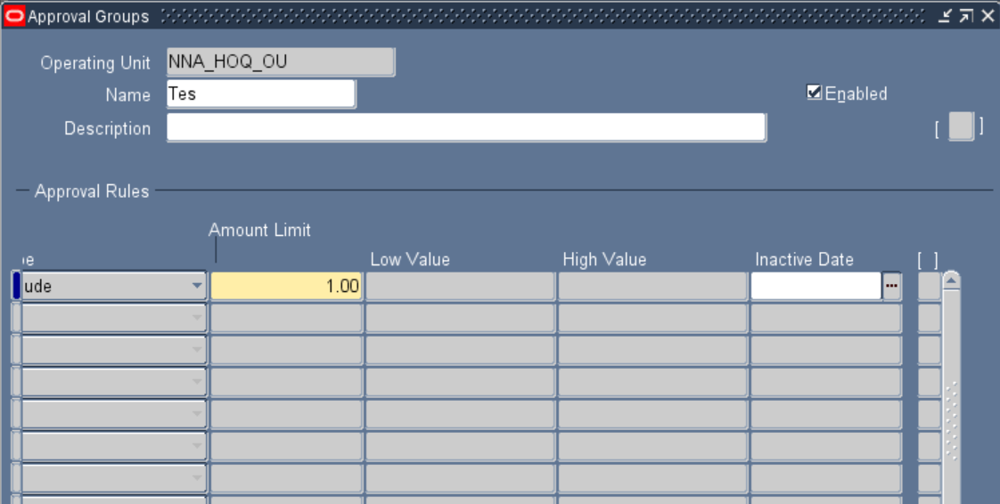 Approval Groups
Operating Unit NNA_HOQ_OU
Name Tes
Enabled
Description
[ ]
Approval Rules
Amount Limit
e Low Value High Value Inactive Date [ ]
ude 1.00 ...